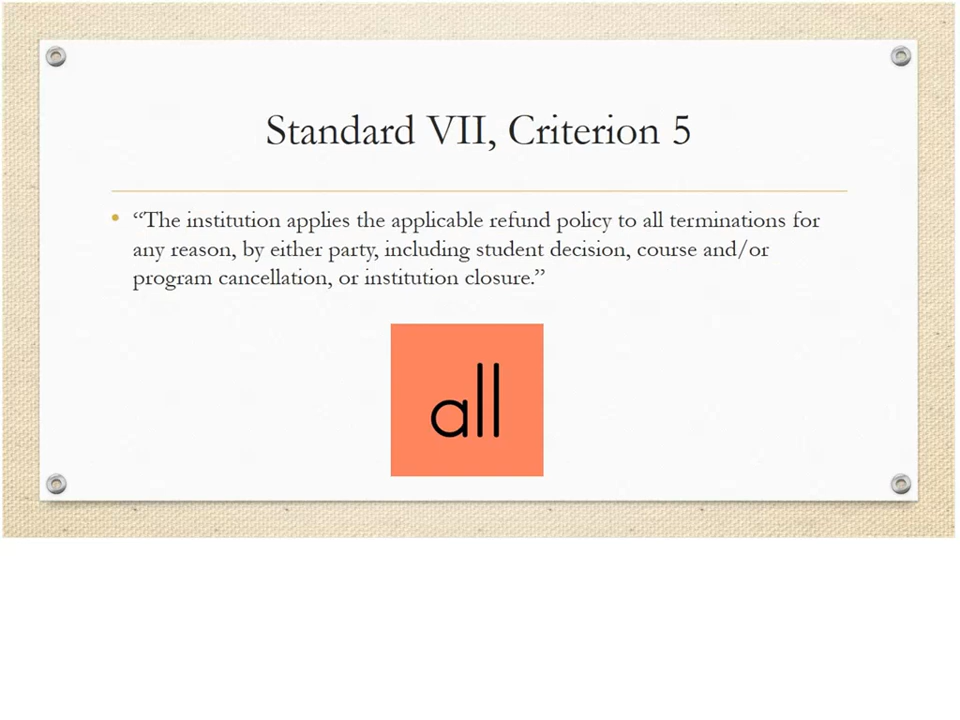 Standard VII, Criterion 5
• “The institution applies the applicable refund policy to all terminations for
any reason, by either party, including student decision, course and/or
program cancellation, or institution closure.”
all